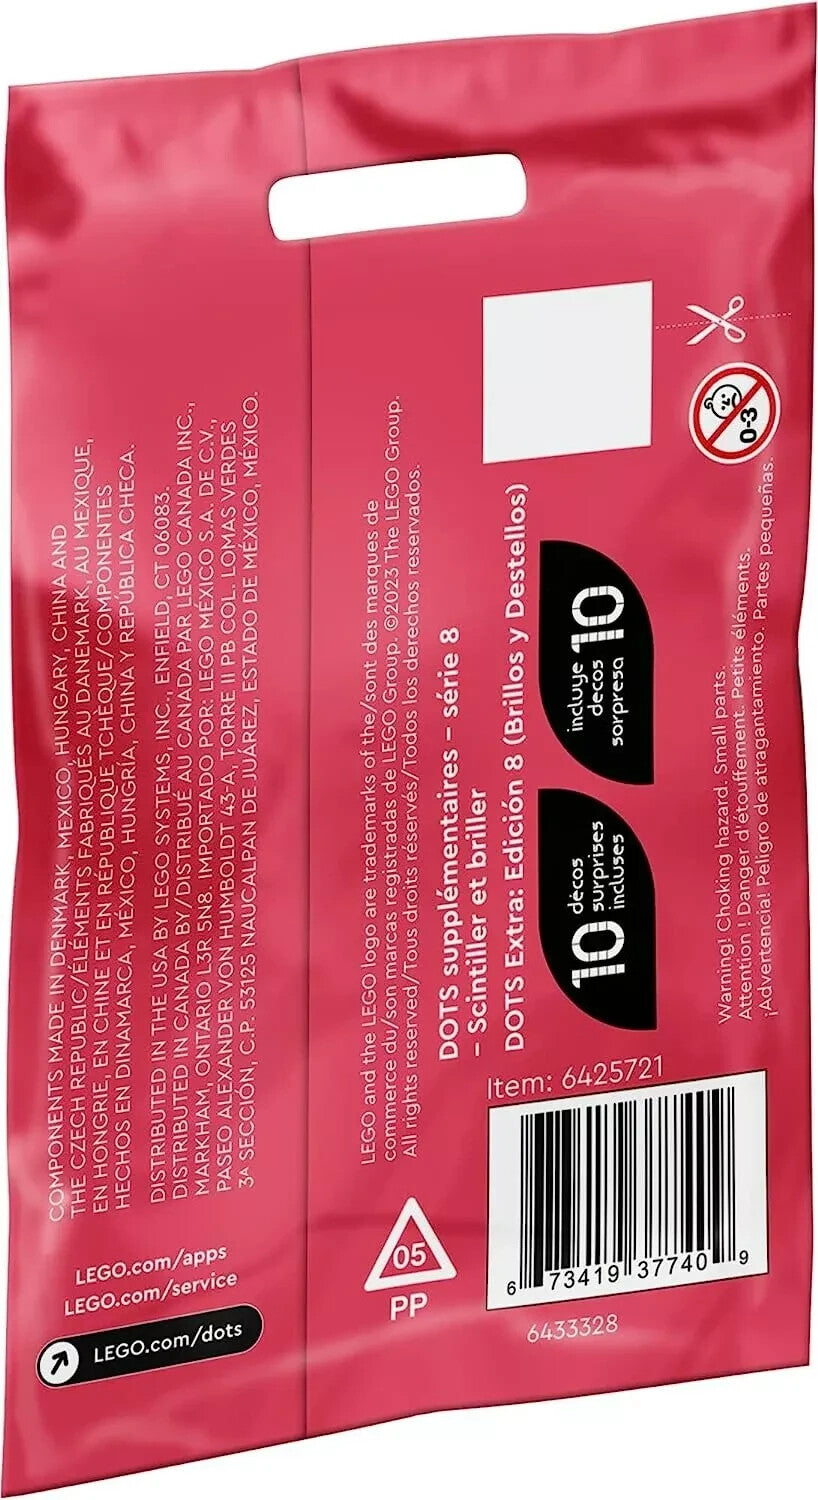 COMPONENTS MADE IN DENMARK, MEXICO, HUNGARY, CHINA AND
THE CZECH REPUBLIC/ÉLÉMENTS FABRIQUÉS AU DANEMARK, AU MEXIQUE,
EN HONGRIE, EN CHINE ET EN RÉPUBLIQUE TCHÈQUE/COMPONENTES
HECHOS EN DINAMARCA, MÉXICO, HUNGRÍA, CHINA Y REPÚBLICA CHECA.
DISTRIBUTED IN THE USA BY LEGO SYSTEMS, INC., ENFIELD, CT 06083.
DISTRIBUTED IN CANADA BY/DISTRIBUÉ AU CANADA PAR LEGO CANADA INC.,
MARKHAM, ONTARIO L3R 5N8. IMPORTADO POR: LEGO MÉXICO S.A. DE C.V.,
PASEO ALEXANDER VON HUMBOLDT 43-A, TORRE II PB COL. LOMAS VERDES
3A SECCIÓN, C.P. 53125 NAUCALPAN DE JUÁREZ, ESTADO DE MÉXICO, MÉXICO.
LEGO and the LEGO logo are trademarks of the/sont des marques de
commerce du/son marcas registradas de LEGO Group. ©2023 The LEGO Group.
All rights reserved/Tous droits réservés/Todos los derechos reservados.
DOTS supplémentaires – série 8
– Scintiller et briller
DOTS Extra: Edición 8 (Brillos y Destellos)
10 décos
surprises
incluses
incluye
decos
sorpresa 10
0-3
Warning! Choking hazard. Small parts.
Attention ! Danger d'étouffement. Petits éléments.
¡Advertencia! Peligro de atragantamiento. Partes pequeñas.
LEGO.com/apps
LEGO.com/service
LEGO.com/dots
05
PP
Item: 6425721
6 73419 37740 9
6433328